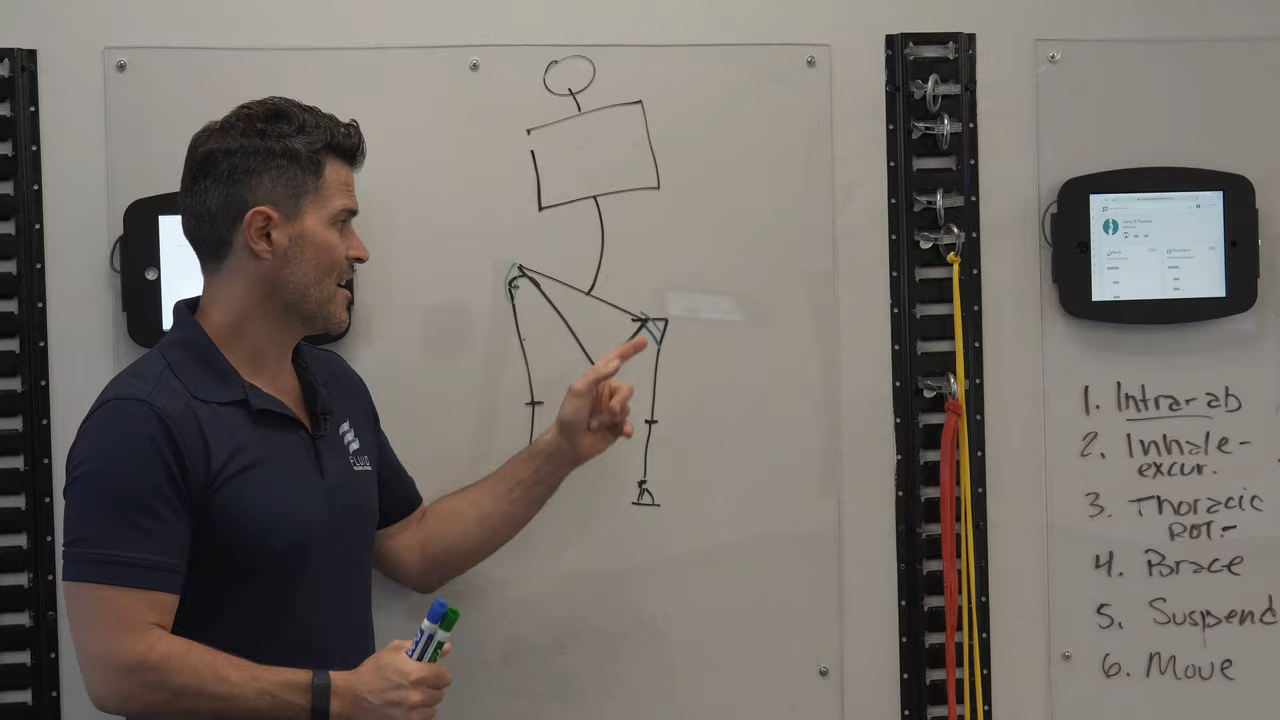 FLUID
1. Intra-ab
2. Inhale-
excur.
3. Thoracic
ROT.-
4. Brace
5. Suspend
6. Move